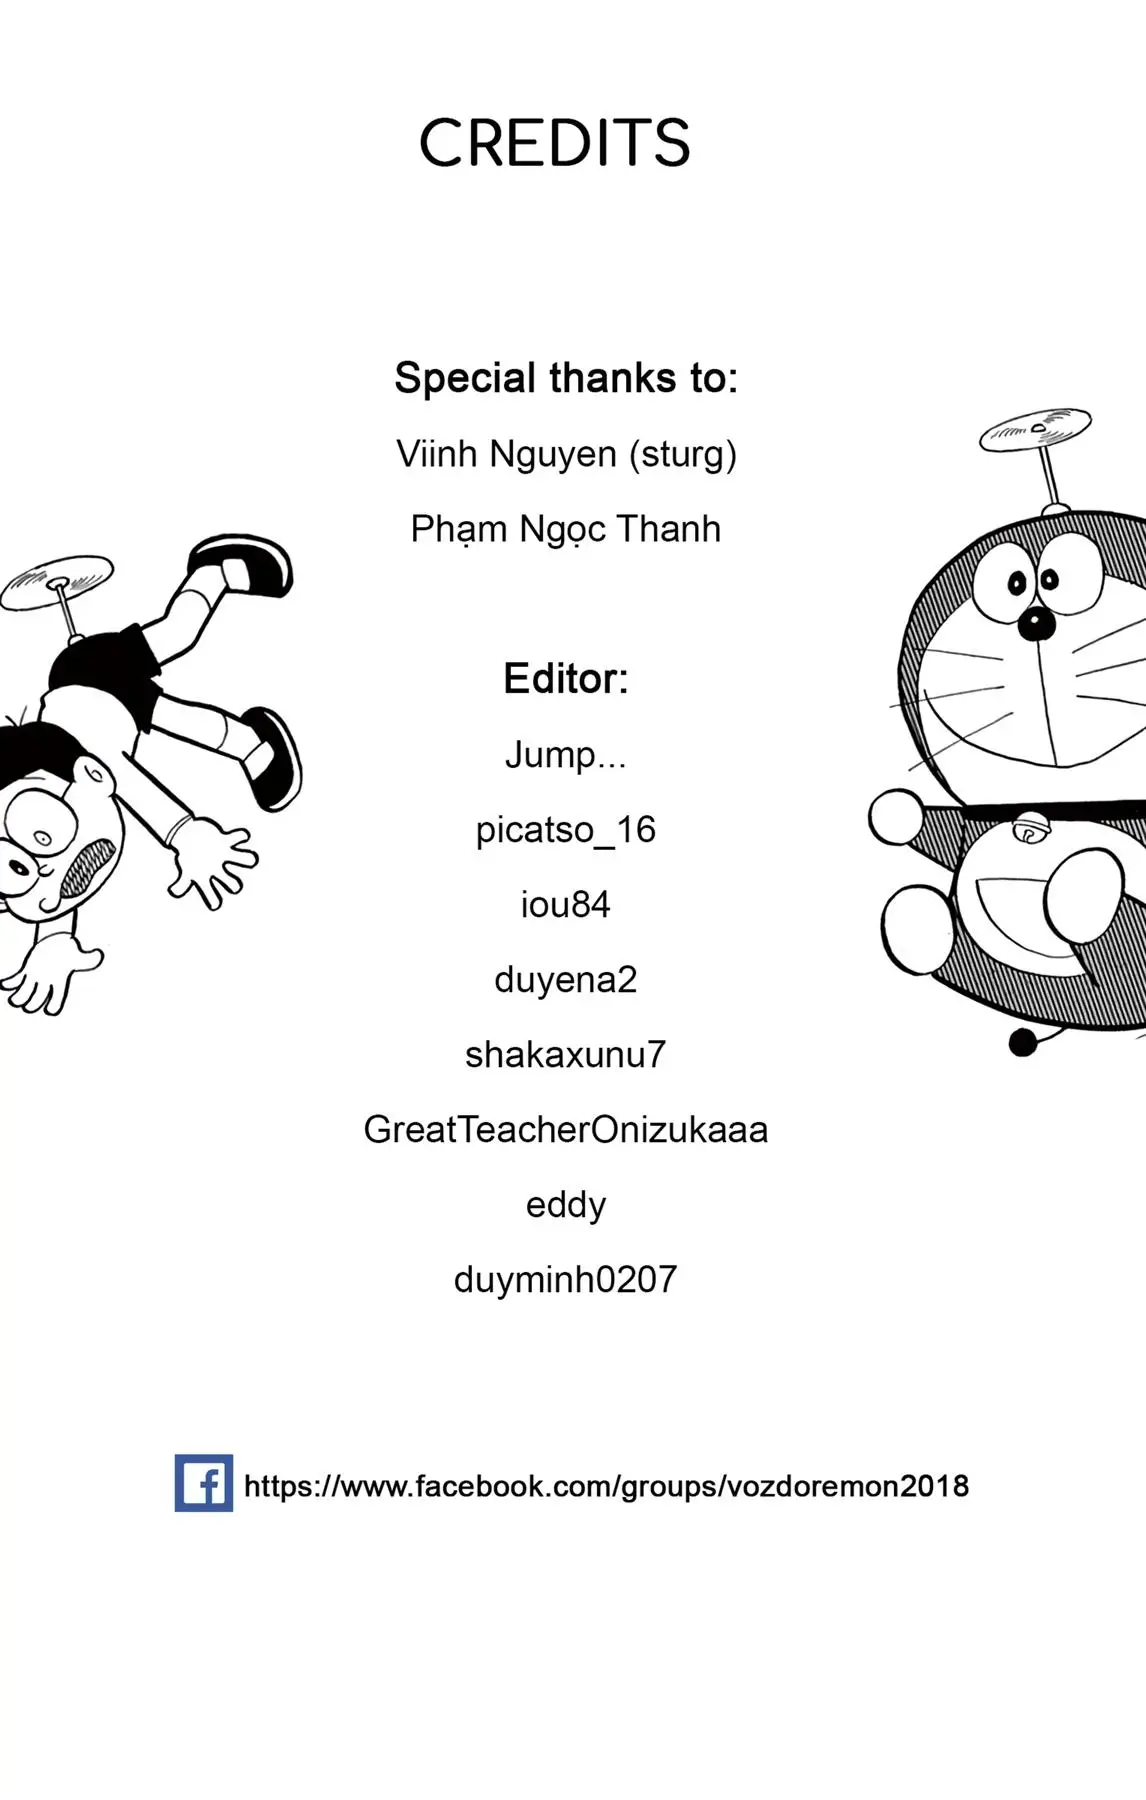 CREDITS
Special thanks to:
Viinh Nguyen (sturg)
Phạm Ngọc Thanh
Editor:
Jump...
picatso_16
iou84
duyena2
shakaxunu7
GreatTeacherOnizukaaa
eddy
duyminh0207
https://www.facebook.com/groups/vozdoremon2018